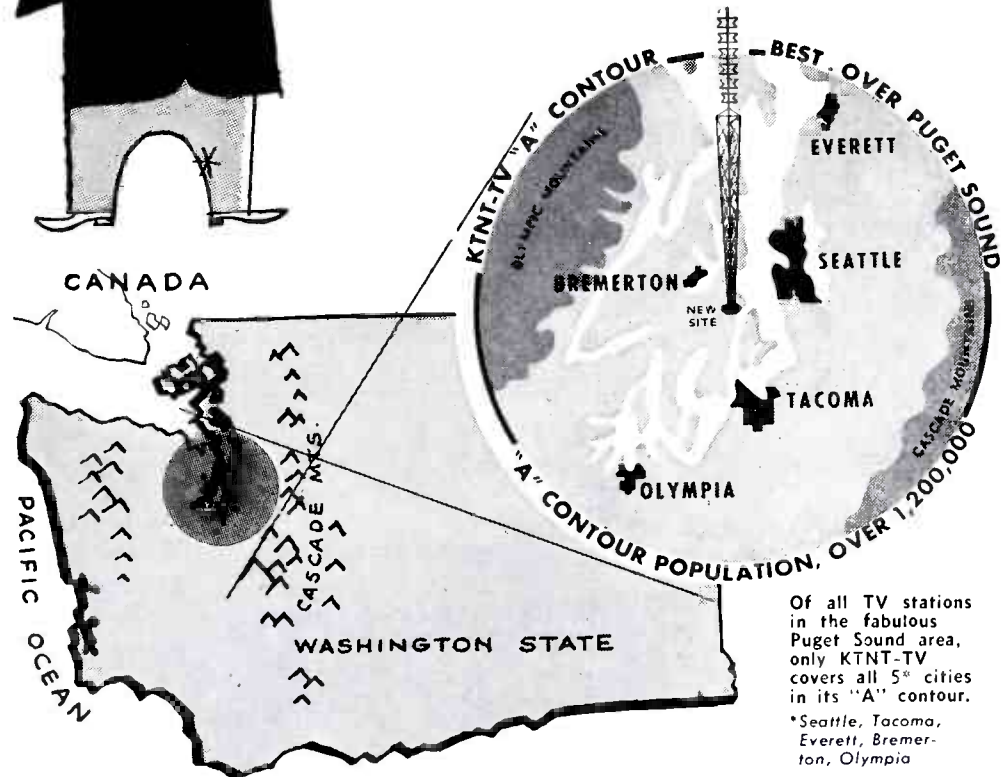 KTNT-TV "A" CONTOUR — BEST OVER PUGET SOUND
OLYMPIC MOUNTAINS
EVERETT
SEATTLE
BREMERTON
NEW
SITE
TACOMA
OLYMPIA
CASCADE MOUNTAINS
"A" CONTOUR POPULATION, OVER 1,200,000
CANADA
CASCADE MTS.
PACIFIC OCEAN
WASHINGTON STATE
Of all TV stations
in the fabulous
Puget Sound area,
only KTNT-TV
covers all 5* cities
in its "A" contour.
*Seattle, Tacoma,
Everett, Bremer-
ton, Olympia